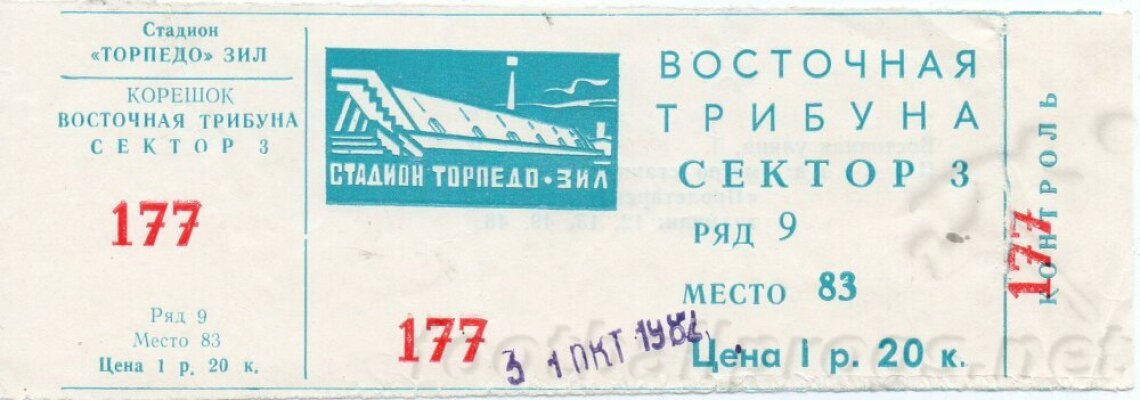 Стадион
«ТОРПЕДО» ЗИЛ
КОРЕШОК
ВОСТОЧНАЯ ТРИБУНА
СЕКТОР 3
177
Ряд 9
Место 83
Цена 1 р. 20 к.
СТАДИОН ТОРПЕДО·ЗИЛ
177
ВОСТОЧНАЯ
ТРИБУНА
СЕКТОР 3
РЯД 9
МЕСТО 83
Цена 1 р. 20 к.
КОНТРОЛЬ
177